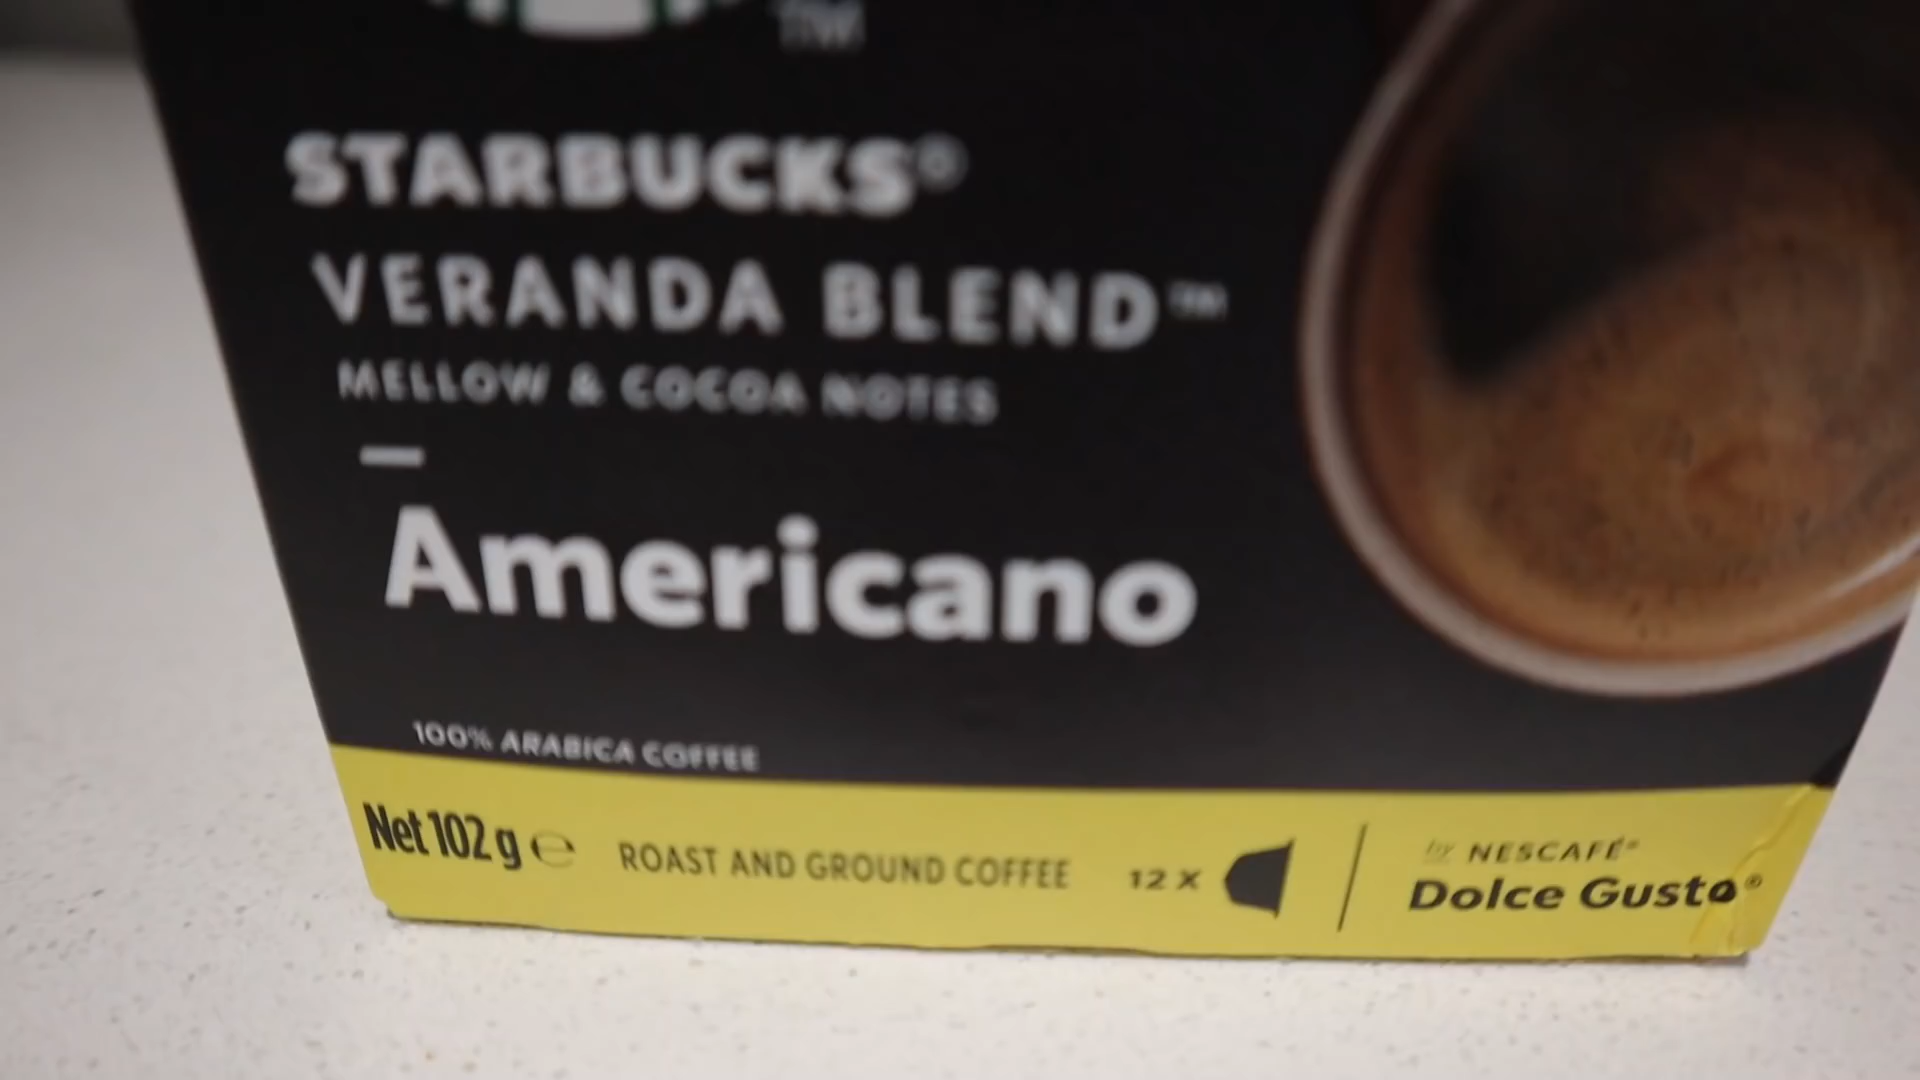 TM
STARBUCKS®
VERANDA BLEND™
MELLOW & COCOA NOTES
Americano
100% ARABICA COFFEE
Net 102 g ℮ ROAST AND GROUND COFFEE 12 X
by NESCAFÉ®
Dolce Gusto®